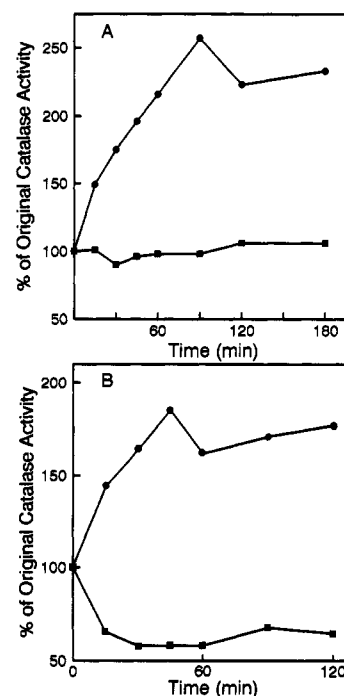 A
% of Original Catalase Activity
250
200
150
100
50
0 60 120 180
Time (min)
B
% of Original Catalase Activity
200
150
100
50
0 60 120
Time (min)